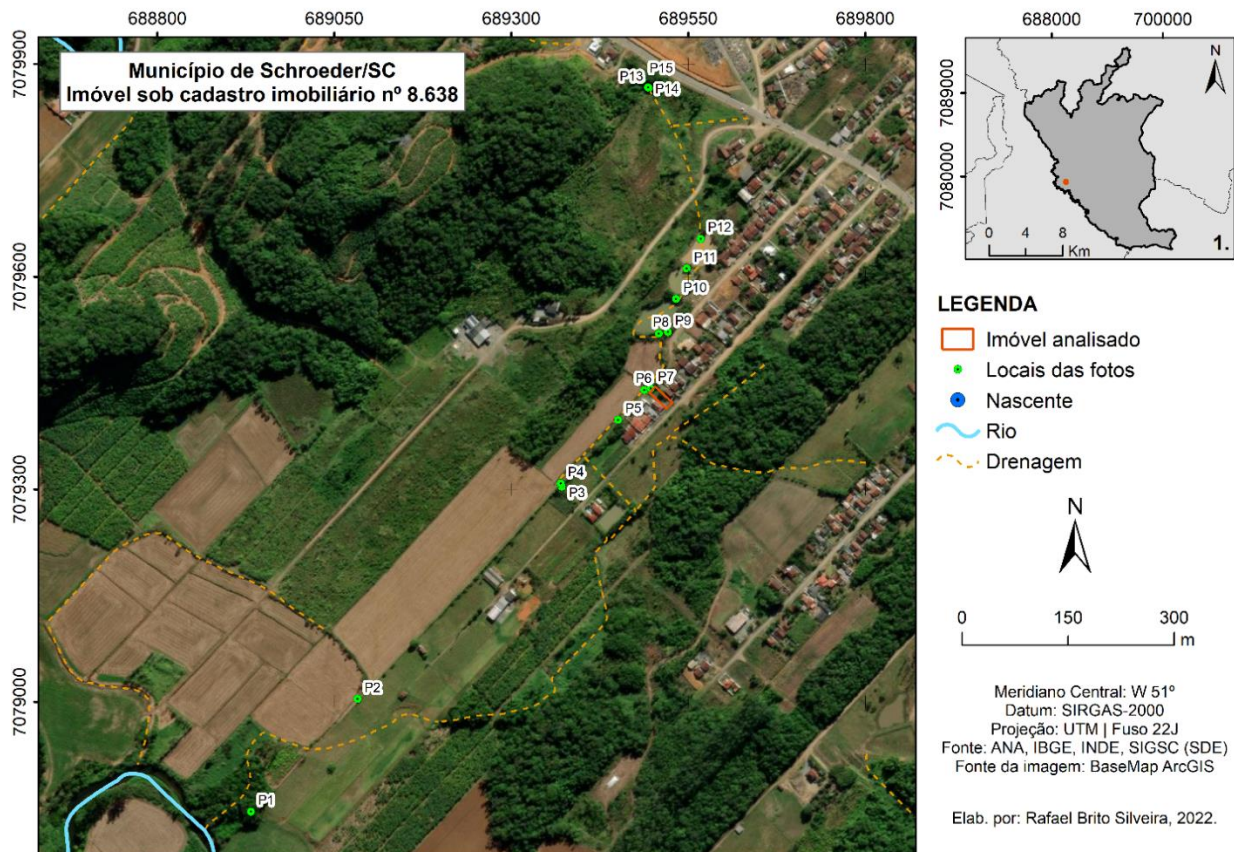 688800
689050
689300
689550
689800
7079900
7079600
7079300
7079000
Município de Schroeder/SC
Imóvel sob cadastro imobiliário nº 8.638
P15
P13
P14
P12
P11
P10
P8
P9
P7
P6
P5
P4
P3
P2
P1
688000
700000
7089000
7080000
N
0
4
8
Km
1.
LEGENDA
Imóvel analisado
Locais das fotos
Nascente
Rio
Drenagem
N
0
150
300
m
Meridiano Central: W 51º
Datum: SIRGAS-2000
Projeção: UTM | Fuso 22J
Fonte: ANA, IBGE, INDE, SIGSC (SDE)
Fonte da imagem: BaseMap ArcGIS
Elab. por: Rafael Brito Silveira, 2022.